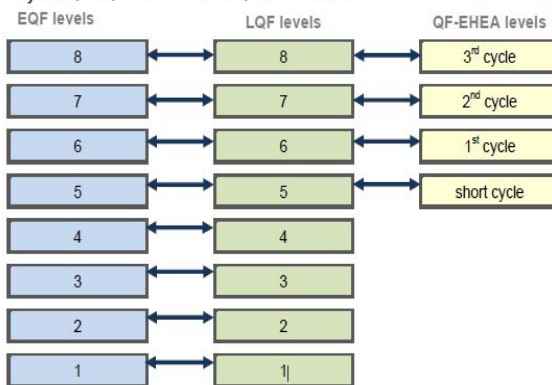 EQF levels LQF levels QF-EHEA levels
8 8 3rd cycle
7 7 2nd cycle
6 6 1st cycle
5 5 short cycle
4 4
3 3
2 2
1 1